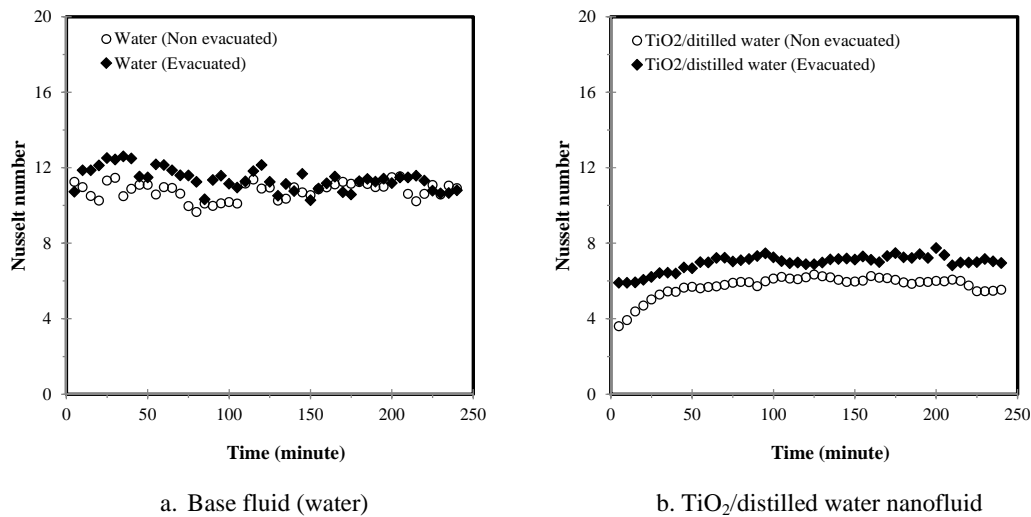 20
16
12
8
4
0
Nusselt number
Water (Non evacuated)
Water (Evacuated)
0 50 100 150 200 250
Time (minute)
a. Base fluid (water)
20
16
12
8
4
0
Nusselt number
TiO2/ditilled water (Non evacuated)
TiO2/distilled water (Evacuated)
0 50 100 150 200 250
Time (minute)
b. TiO₂/distilled water nanofluid